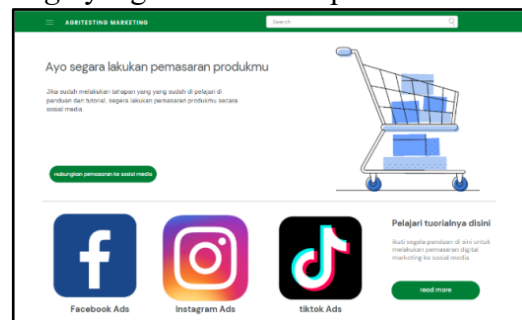 AGRITESTING MARKETING
Search
Ayo segara lakukan pemasaran produkmu
Jika sudah melakukan tahapan yang yang sudah di pelajari di
panduan dan tutorial, segera lakukan pemasaran produkmu secara
sosial media.
Hubungkan pemasaran ke sosial media
Facebook Ads
Instagram Ads
tiktok Ads
Pelajari tuorialnya disini
ikuti segala panduan di sini untuk
melakukan pemasaran digital
marketing ke sosial media
read more